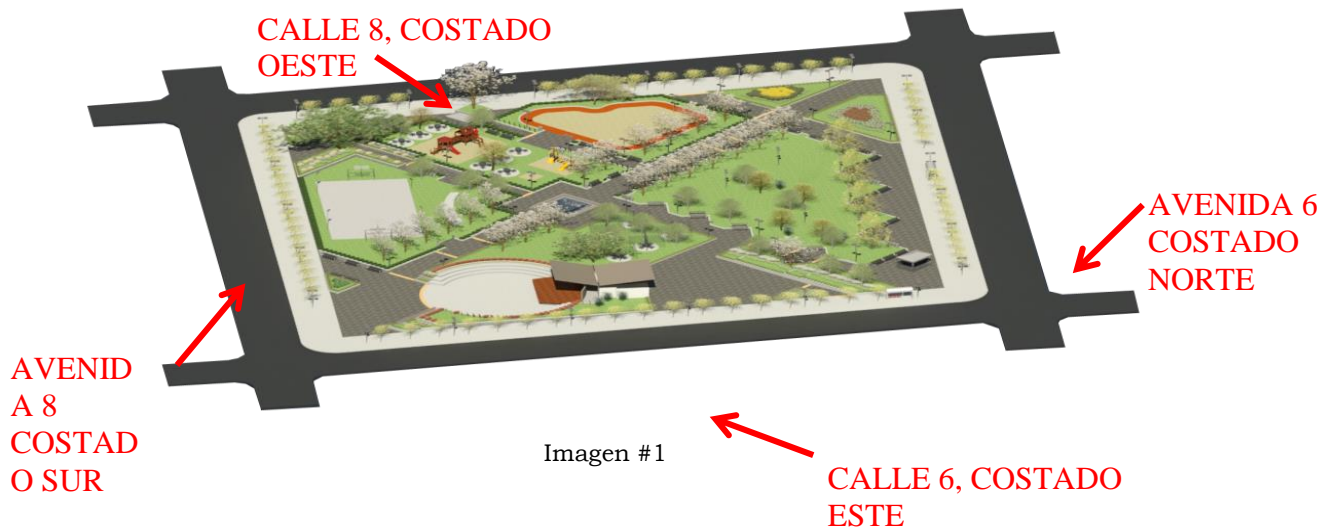 CALLE 8, COSTADO
OESTE
AVENIDA 6
COSTADO
NORTE
AVENID
A 8
COSTAD
O SUR
Imagen #1
CALLE 6, COSTADO
ESTE